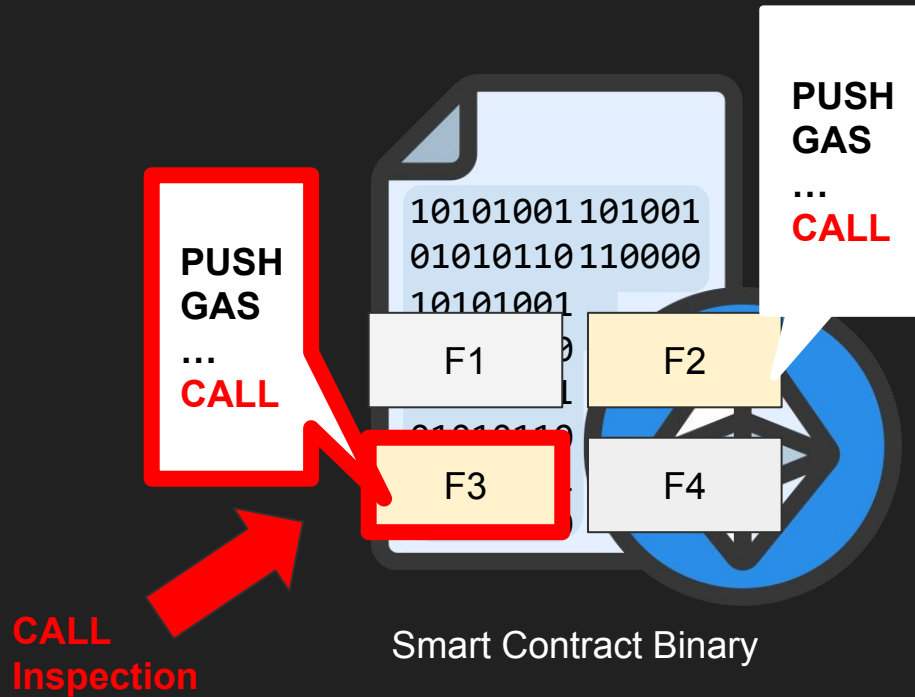 PUSH
GAS
…
CALL
10101001 101001
01010110 110000
10101001
PUSH
GAS
…
CALL
F1
F2
01010110
F3
F4
CALL
Inspection
Smart Contract Binary